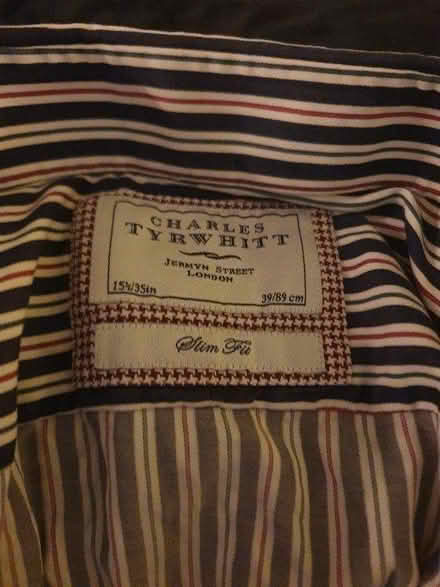 CHARLES
TYRWHITT
JERMYN STREET
LONDON
15½/35in
39/89 cm
Slim Fit